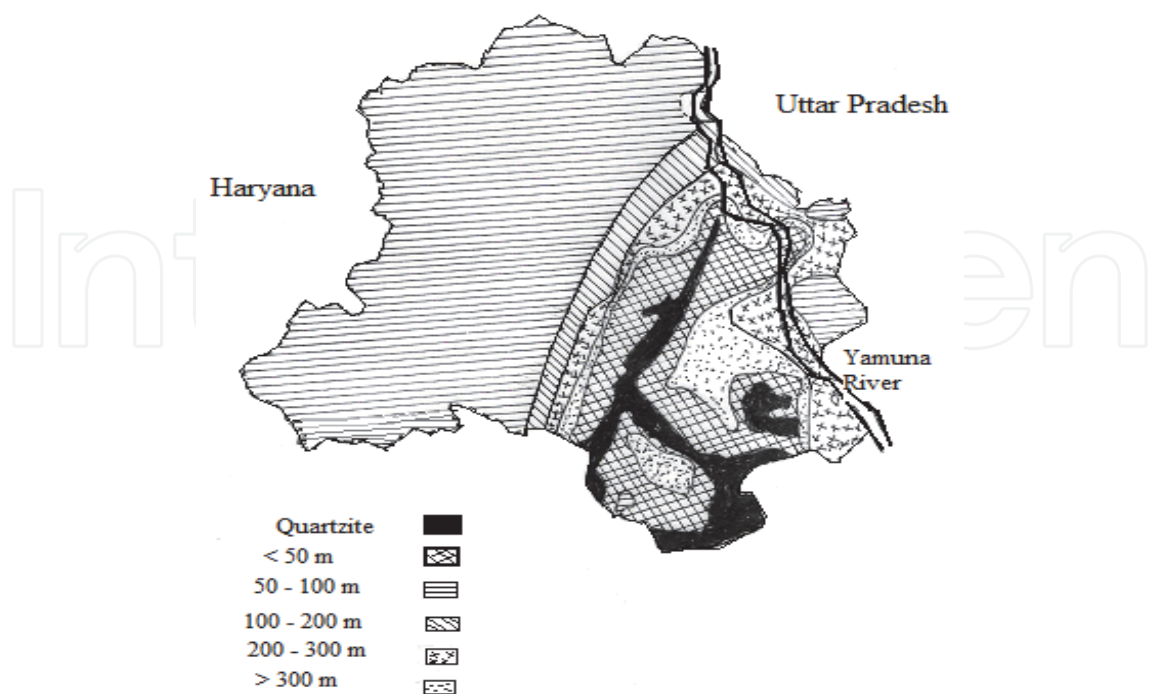 Uttar Pradesh
Haryana
Yamuna
River
Quartzite
< 50 m
50 - 100 m
100 - 200 m
200 - 300 m
> 300 m